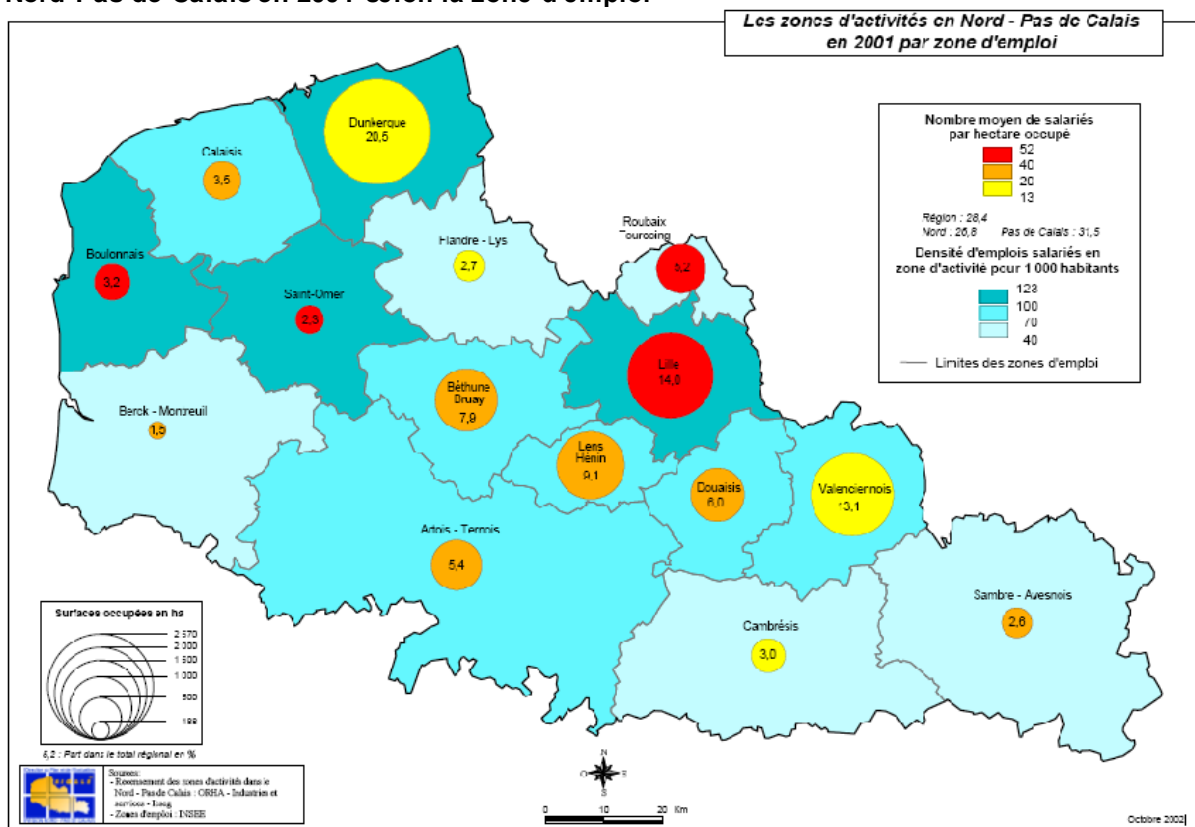 Les zones d'activités en Nord - Pas de Calais
en 2001 par zone d'emploi
Nombre moyen de salariés
par hectare occupé
52
40
20
13
Région : 28,4
Nord : 26,8 Pas de Calais : 31,5
Densité d'emplois salariés en
zone d'activité pour 1 000 habitants
128
100
70
40
Limites des zones d'emploi
Dunkerque
20,5
Calaisis
3,5
Roubaix
Tourcoing
5,2
Flandre - Lys
2,7
Boulonnais
3,2
Saint-Omer
2,3
Lille
14,0
Béthune
Bruay
7,9
Berck - Montreuil
1,5
Lens
Hénin
9,1
Douaisis
6,0
Valenciennois
13,1
Artois - Ternois
5,4
Sambre - Avesnois
2,6
Cambrésis
3,0
Surfaces occupées en ha
2 670
2 000
1 500
1 000
500
188
5,2 : Part dans le total régional en %
Sources:
- Recensement des zones d'activités dans le
Nord - Pas de Calais : ORHA - Industries et
services -
- Zones d'emploi : INSEE
N
O E
S
0 10 20 Km
Octobre 2002